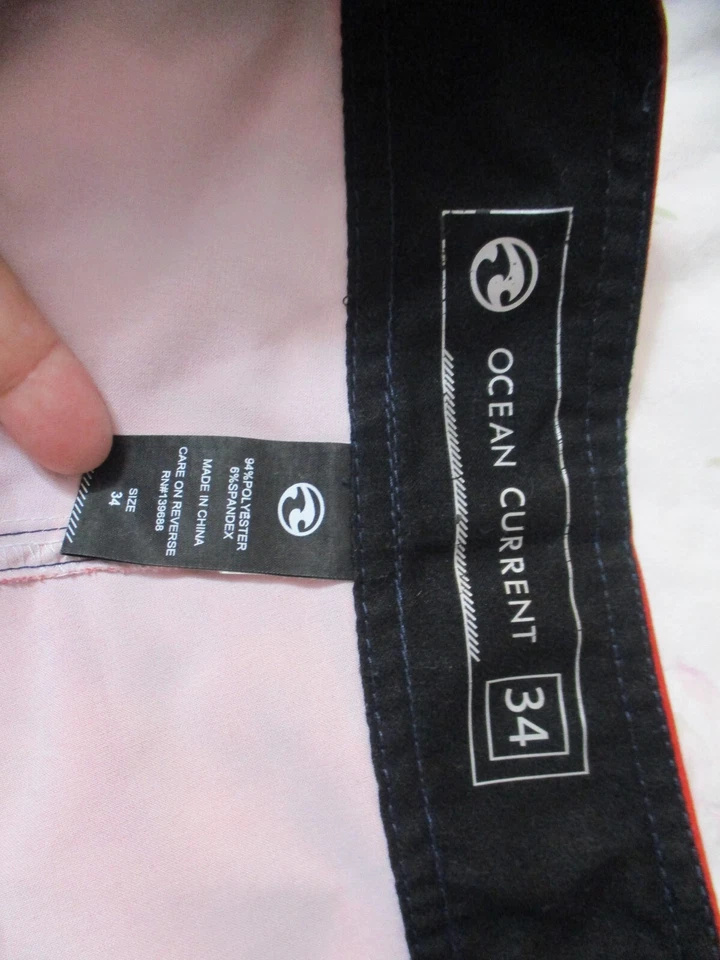 OCEAN CURRENT
34
94%POLYESTER
6%SPANDEX
MADE IN CHINA
CARE ON REVERSE
RN#139688
SIZE
34